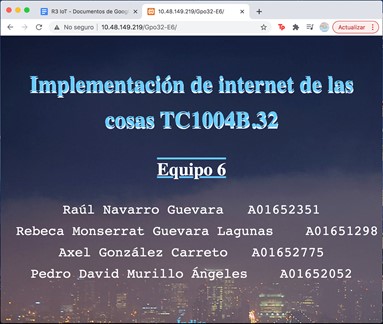 R3 IoT - Documentos de Goog
10.48.149.219/Gpo32-E6/
No seguro | 10.48.149.219/Gpo32-E6/
Actualizar
Implementación de internet de las
cosas TC1004B.32
Equipo 6
Raúl Navarro Guevara A01652351
Rebeca Monserrat Guevara Lagunas A01651298
Axel González Carreto A01652775
Pedro David Murillo Ángeles A01652052